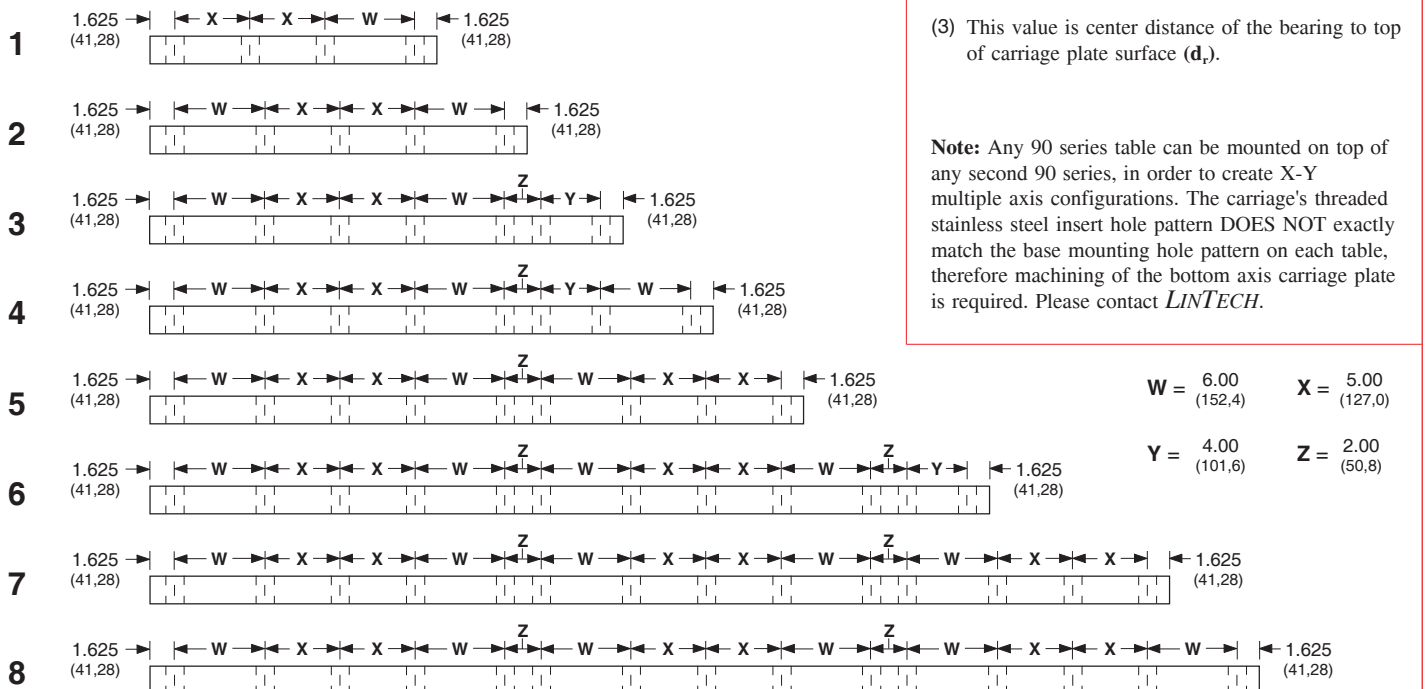 1.625 X X W 1.625
1 (41,28) (41,28)
1.625 W X X W 1.625
2 (41,28) (41,28)
Z
1.625 W X X W Y 1.625
3 (41,28) (41,28)
Z
1.625 W X X W Y W 1.625
4 (41,28) (41,28)
Z
1.625 W X X W W X X 1.625
5 (41,28) (41,28)
Z Z
1.625 W X X W W X X W Y 1.625
6 (41,28) (41,28)
Z Z
1.625 W X X W W X X W W X X 1.625
7 (41,28) (41,28)
Z Z
1.625 W X X W W X X W W X X W 1.625
8 (41,28) (41,28)
(3) This value is center distance of the bearing to top
of carriage plate surface (dr).
Note: Any 90 series table can be mounted on top of
any second 90 series, in order to create X-Y
multiple axis configurations. The carriage's threaded
stainless steel insert hole pattern DOES NOT exactly
match the base mounting hole pattern on each table,
therefore machining of the bottom axis carriage plate
is required. Please contact LINTECH.
W = 6.00 X = 5.00
(152,4) (127,0)
Y = 4.00 Z = 2.00
(101,6) (50,8)